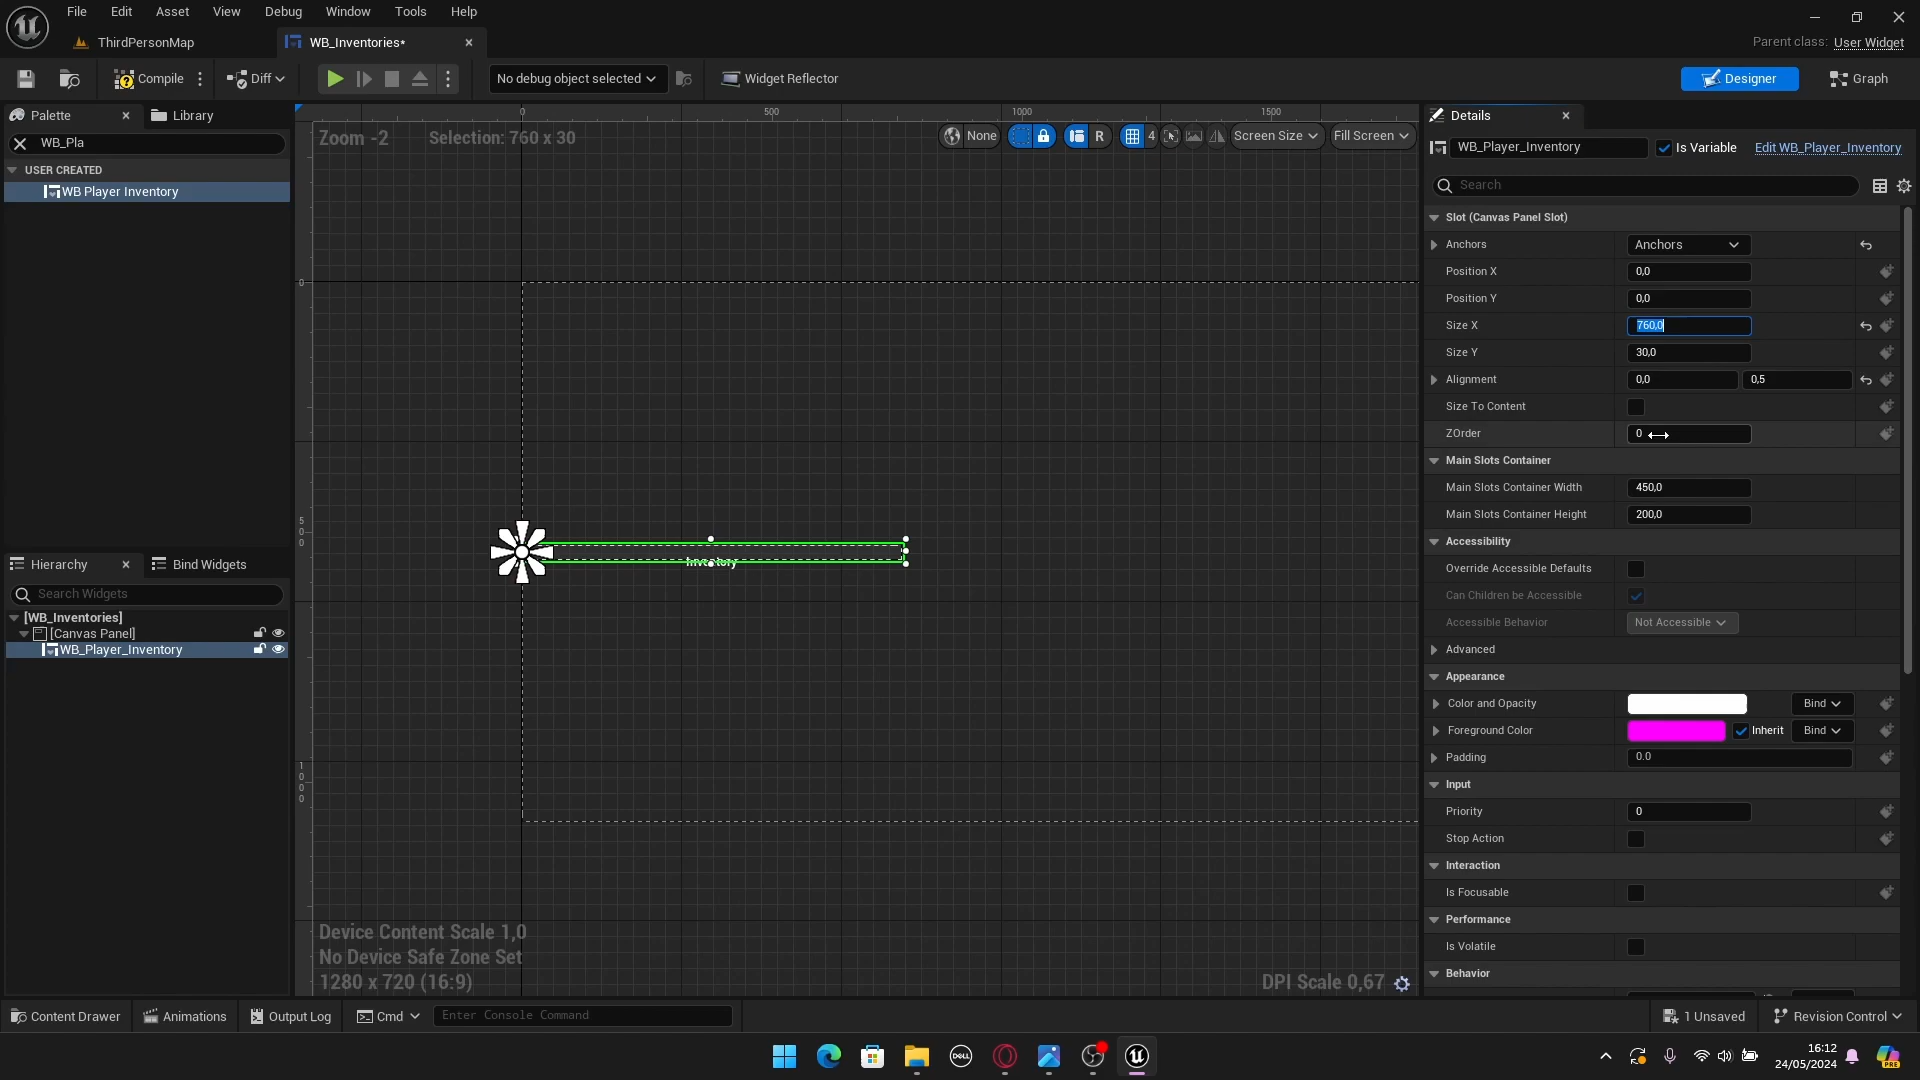 File Edit Asset View Debug Window Tools Help
ThirdPersonMap
WB_Inventories*
Parent class: User Widget
Compile
Diff
No debug object selected
Widget Reflector
Designer
Graph
Palette
Library
WB_Pla
USER CREATED
WB Player Inventory
Hierarchy
Bind Widgets
Search Widgets
[WB_Inventories]
[Canvas Panel]
WB_Player_Inventory
0 500 1000 1500
Zoom -2
Selection: 760 x 30
None
R
4
Screen Size
Fill Screen
0
500
1000
Inventory
Device Content Scale 1,0
No Device Safe Zone Set
1280 x 720 (16:9)
DPI Scale 0,67
Details
WB_Player_Inventory
Is Variable
Edit WB_Player_Inventory
Search
Slot (Canvas Panel Slot)
Anchors Anchors
Position X 0,0
Position Y 0,0
Size X 760,0
Size Y 30,0
Alignment 0,0 0,5
Size To Content
ZOrder 0
Main Slots Container
Main Slots Container Width 450,0
Main Slots Container Height 200,0
Accessibility
Override Accessible Defaults
Can Children be Accessible
Accessible Behavior Not Accessible
Advanced
Appearance
Color and Opacity Bind
Foreground Color Inherit Bind
Padding 0.0
Input
Priority 0
Stop Action
Interaction
Is Focusable
Performance
Is Volatile
Behavior
Content Drawer
Animations
Output Log
Cmd
Enter Console Command
1 Unsaved
Revision Control
DELL
16:12
24/05/2024
PRE